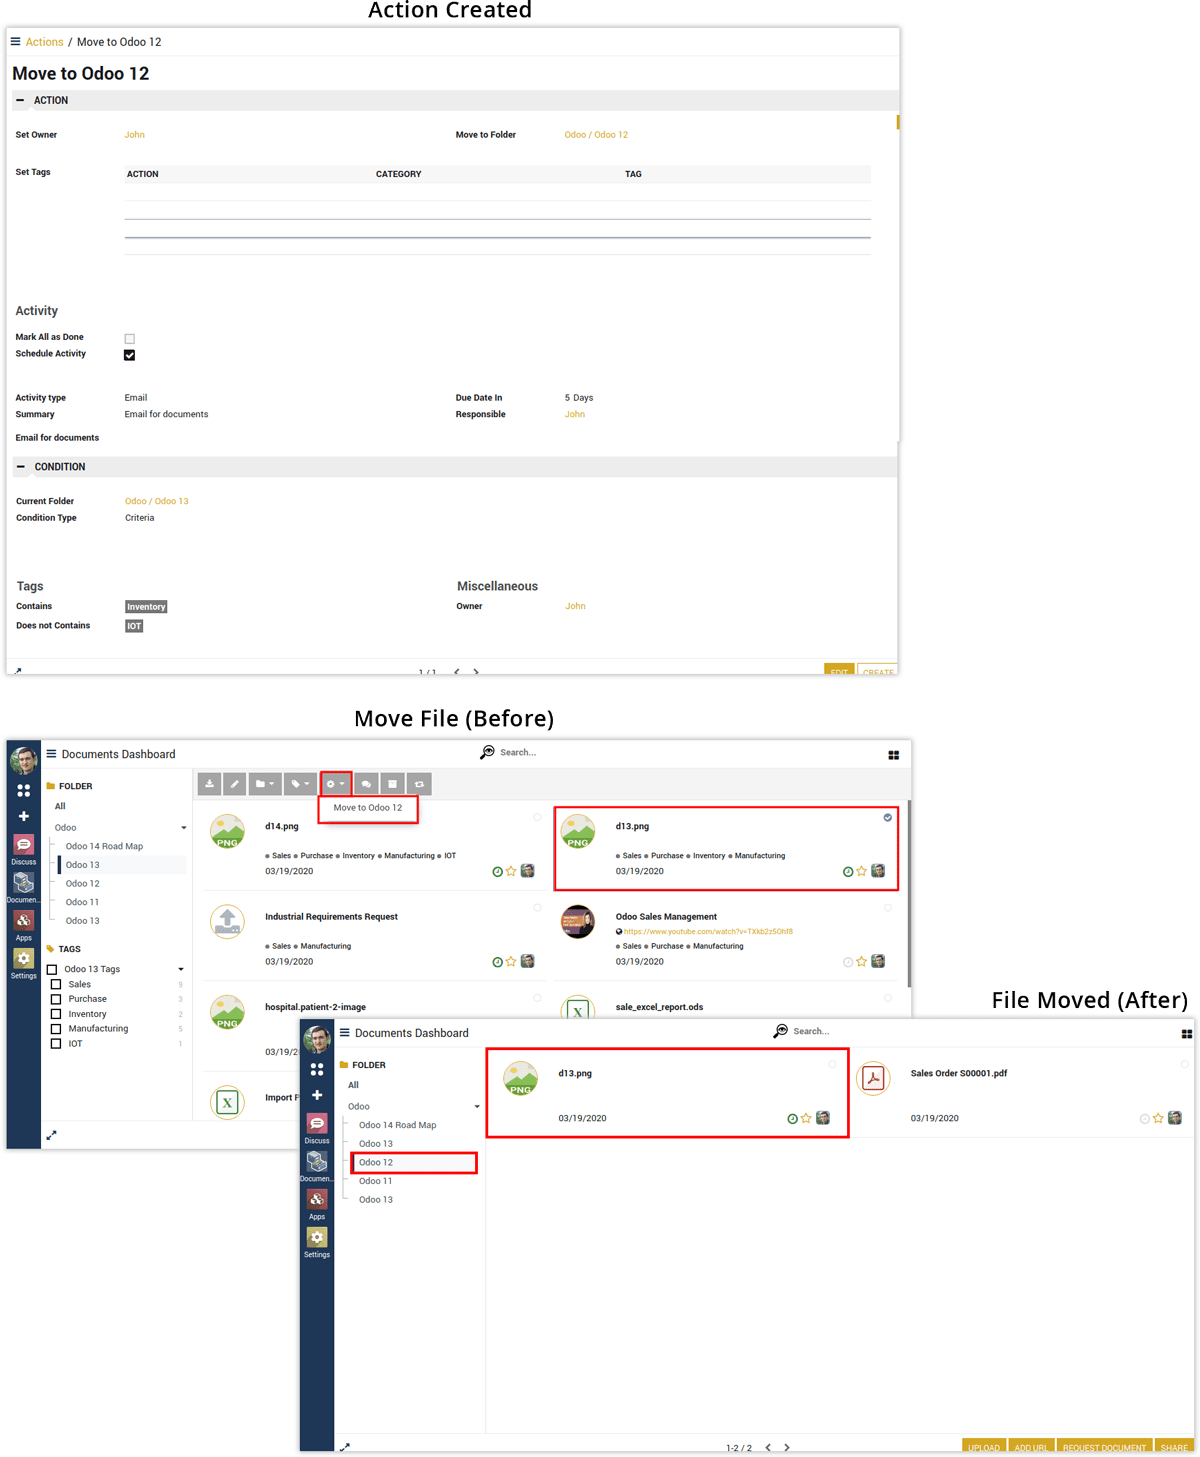 Action Created
Actions / Move to Odoo 12
Move to Odoo 12
ACTION
Set Owner John Move to Folder Odoo / Odoo 12
Set Tags ACTION CATEGORY TAG
Activity
Mark All as Done
Schedule Activity
Activity type Email Due Date In 5 Days
Summary Email for documents Responsible John
Email for documents
CONDITION
Current Folder Odoo / Odoo 13
Condition Type Criteria
Tags Miscellaneous
Contains Inventory Owner John
Does not Contains IOT
1 / 1 EDIT CREATE
Move File (Before)
Documents Dashboard Search...
FOLDER
All
Odoo
Odoo 14 Road Map
Odoo 13
Odoo 12
Odoo 11
Odoo 13
TAGS
Odoo 13 Tags
Sales 9
Purchase 3
Inventory 2
Manufacturing 5
IOT 1
Discuss
Documen...
Apps
Settings
Move to Odoo 12
PNG
d14.png
Sales Purchase Inventory Manufacturing IOT
03/19/2020
PNG
d13.png
Sales Purchase Inventory Manufacturing
03/19/2020
Industrial Requirements Request
Sales Manufacturing
03/19/2020
Odoo Sales Management
https://www.youtube.com/watch?v=TXkb2z5Ohf8
Sales Purchase Manufacturing
03/19/2020
PNG
hospital.patient-2-image
03/19/2
X
sale_excel_report.ods
X
Import
File Moved (After)
Documents Dashboard Search...
FOLDER
All
Odoo
Odoo 14 Road Map
Odoo 13
Odoo 12
Odoo 11
Odoo 13
Discuss
Documen...
Apps
Settings
PNG
d13.png
03/19/2020
Sales Order S00001.pdf
03/19/2020
1-2 / 2 UPLOAD ADD URL REQUEST DOCUMENT SHARE